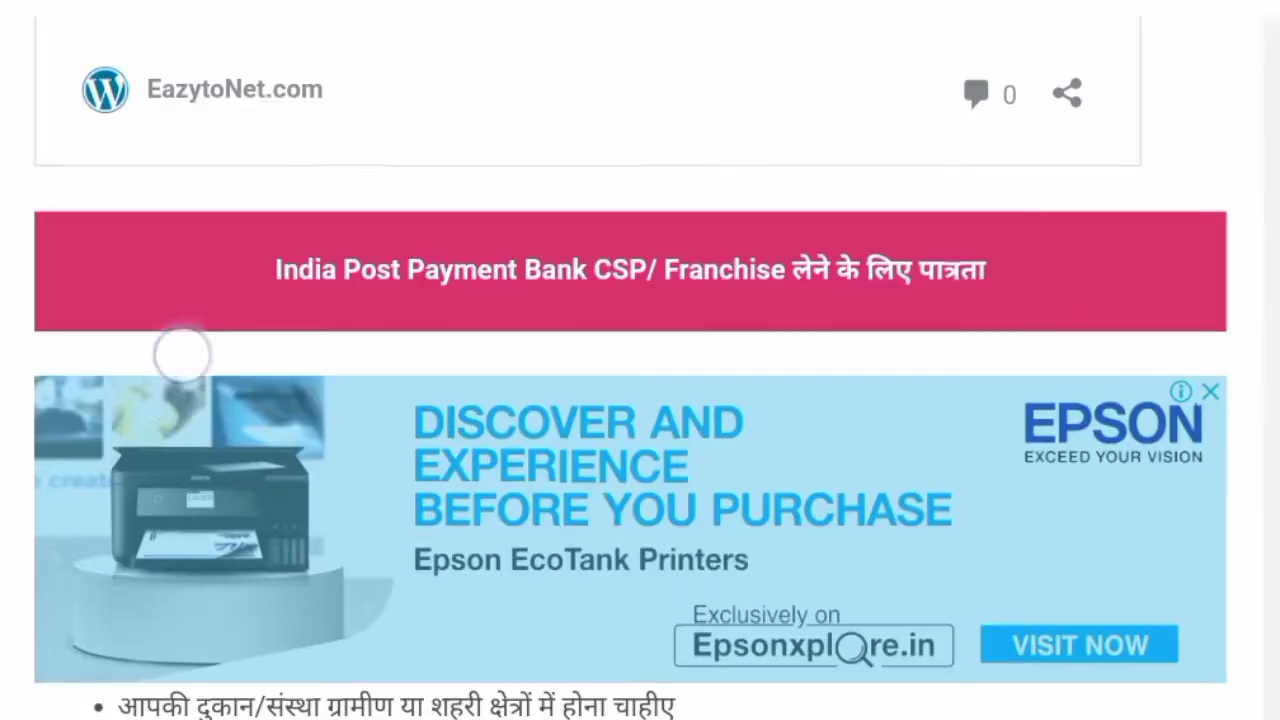 EazytoNet.com
0
India Post Payment Bank CSP/ Franchise लेने के लिए पात्रता
DISCOVER AND
EXPERIENCE
BEFORE YOU PURCHASE
Epson EcoTank Printers
EPSON
EXCEED YOUR VISION
Exclusively on
Epsonxplore.in
VISIT NOW
आपकी दुकान/संस्था ग्रामीण या शहरी क्षेत्रों में होना चाहीए